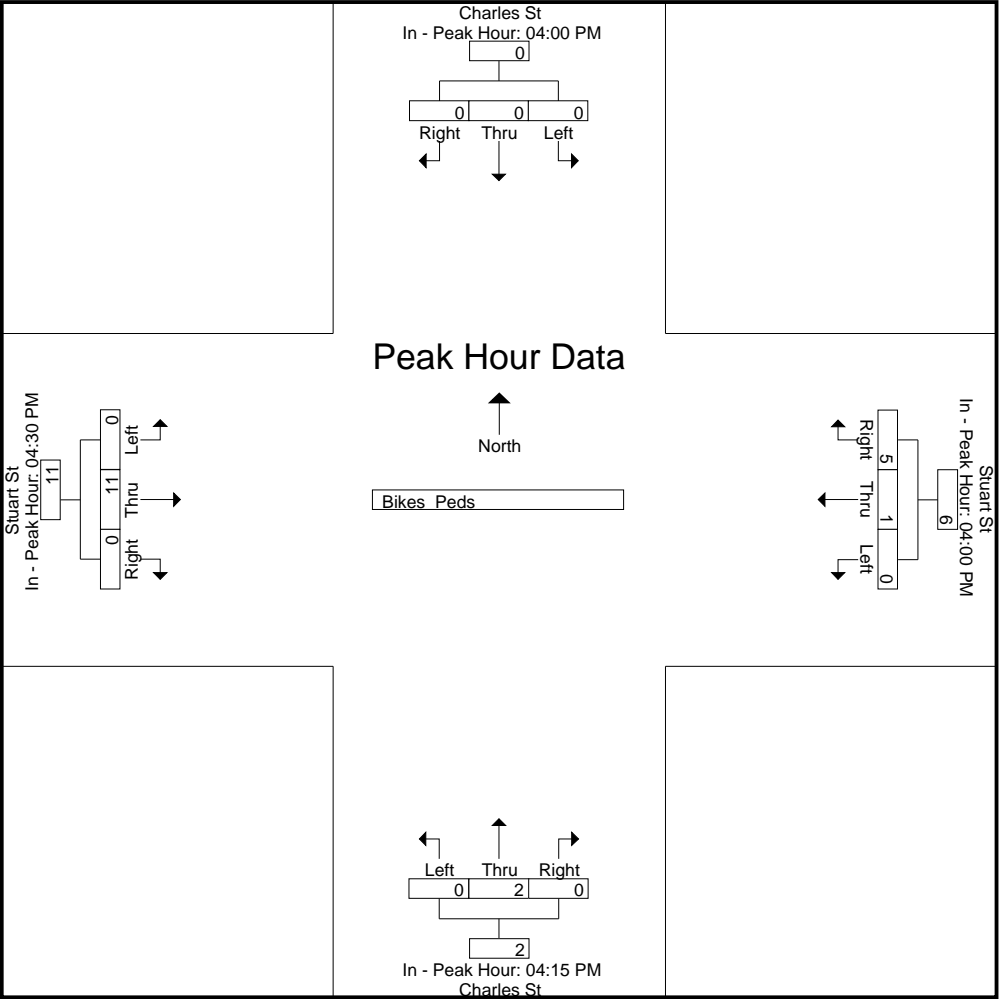 Charles St
In - Peak Hour: 04:00 PM
0
0 0 0
Right Thru Left
Peak Hour Data
North
Bikes Peds
Stuart St
In - Peak Hour: 04:30 PM
11
0 11 0
Left Thru Right
Stuart St
In - Peak Hour: 04:00 PM
6
5 1 0
Right Thru Left
Left Thru Right
0 2 0
2
In - Peak Hour: 04:15 PM
Charles St